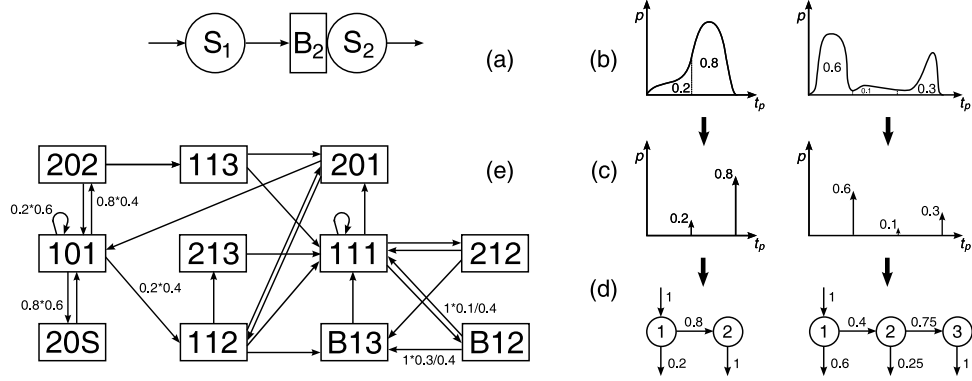 S1 B2 S2
(a)
p 0.2 0.8 tp
(b)
p 0.6 0.1 0.3 tp
p 0.2 0.8 tp
(c)
p 0.6 0.1 0.3 tp
1
1 0.8 2
0.2 1
(d)
1
1 0.4 2 0.75 3
0.6 0.25 1
(e)
202 113 201
0.2*0.6 0.8*0.4
101 213 111 212
0.8*0.6 0.2*0.4 1*0.1/0.4
20S 112 B13 B12
1*0.3/0.4